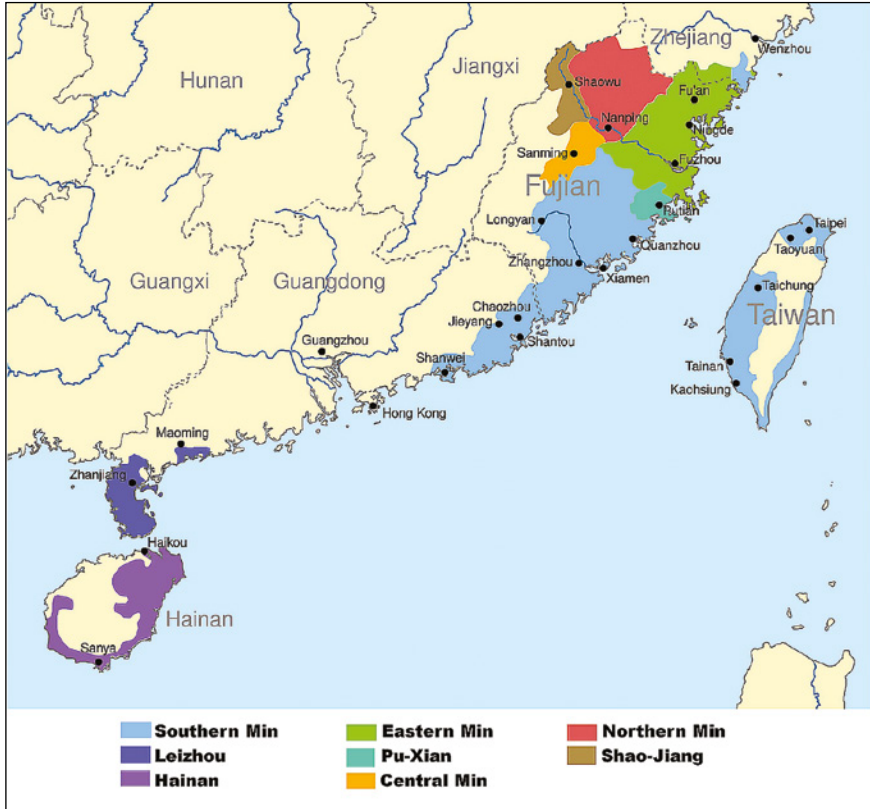 Zhejiang
Wenzhou
Hunan
Jiangxi
Shaowu
Fu'an
Nanping
Ningde
Sanming
Fuzhou
Fujian
Longyan
Putian
Quanzhou
Taipei
Taoyuan
Guangxi
Guangdong
Zhangzhou
Xiamen
Taichung
Chaozhou
Jieyang
Taiwan
Guangzhou
Shantou
Shanwei
Tainan
Kaohsiung
Hong Kong
Maoming
Zhanjiang
Haikou
Hainan
Sanya
Southern Min
Eastern Min
Northern Min
Leizhou
Pu-Xian
Shao-Jiang
Hainan
Central Min